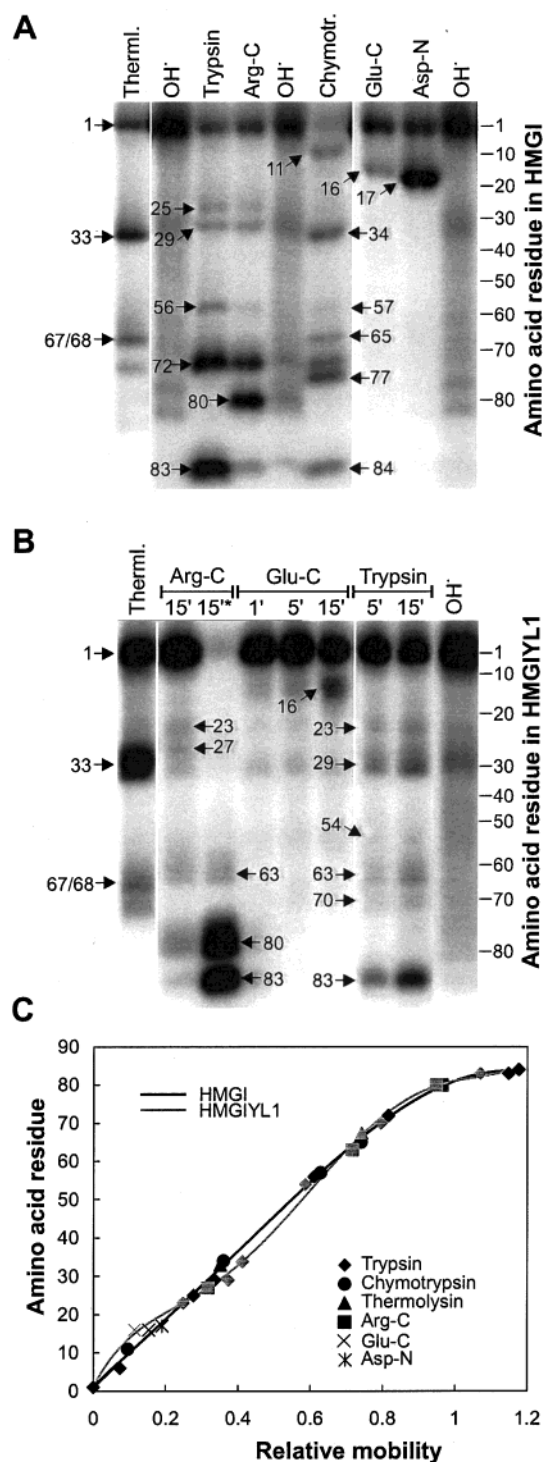 A
Therml.
OH·
Trypsin
Arg-C
OH·
Chymotr.
Glu-C
Asp-N
OH·
1
33
67/68
25
29
56
72
80
83
11
34
57
65
77
84
16
17
1
10
20
30
40
50
60
70
80
Amino acid residue in HMGI
B
Therml.
Arg-C
Glu-C
Trypsin
OH·
15' 15'* 1' 5' 15' 5' 15'
1
33
67/68
23
27
63
80
83
16
23
29
54
63
70
83
1
10
20
30
40
50
60
70
80
Amino acid residue in HMGIYL1
C
Amino acid residue
90
80
70
60
50
40
30
20
10
0
HMGI
HMGIYL1
Trypsin
Chymotrypsin
Thermolysin
Arg-C
Glu-C
Asp-N
0 0.2 0.4 0.6 0.8 1 1.2
Relative mobility